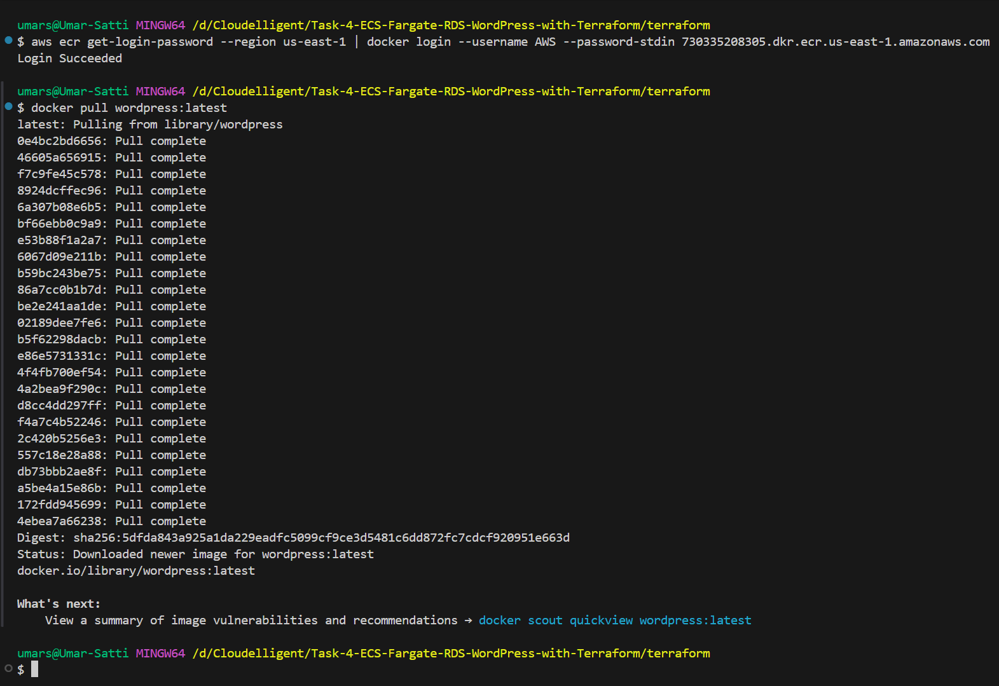 umars@Umar-Satti MINGW64 /d/Cloudelligent/Task-4-ECS-Fargate-RDS-WordPress-with-Terraform/terraform
$ aws ecr get-login-password --region us-east-1 | docker login --username AWS --password-stdin 730335208305.dkr.ecr.us-east-1.amazonaws.com
Login Succeeded
umars@Umar-Satti MINGW64 /d/Cloudelligent/Task-4-ECS-Fargate-RDS-WordPress-with-Terraform/terraform
$ docker pull wordpress:latest
latest: Pulling from library/wordpress
0e4bc2bd6656: Pull complete
46605a656915: Pull complete
f7c9fe45c578: Pull complete
8924dcffec96: Pull complete
6a307b08e6b5: Pull complete
bf66ebb0c9a9: Pull complete
e53b88f1a2a7: Pull complete
6067d09e211b: Pull complete
b59bc243be75: Pull complete
86a7cc0b1b7d: Pull complete
be2e241aa1de: Pull complete
02189dee7fe6: Pull complete
b5f62298dacb: Pull complete
e86e5731331c: Pull complete
4f4fb700ef54: Pull complete
4a2bea9f290c: Pull complete
d8cc4dd297ff: Pull complete
f4a7c4b52246: Pull complete
2c420b5256e3: Pull complete
557c18e28a88: Pull complete
db73bbb2ae8f: Pull complete
a5be4a15e86b: Pull complete
172fdd945699: Pull complete
4ebea7a66238: Pull complete
Digest: sha256:5dfda843a925a1da229eadfc5099cf9ce3d5481c6dd872fc7cdcf920951e663d
Status: Downloaded newer image for wordpress:latest
docker.io/library/wordpress:latest
What's next:
View a summary of image vulnerabilities and recommendations → docker scout quickview wordpress:latest
umars@Umar-Satti MINGW64 /d/Cloudelligent/Task-4-ECS-Fargate-RDS-WordPress-with-Terraform/terraform
$